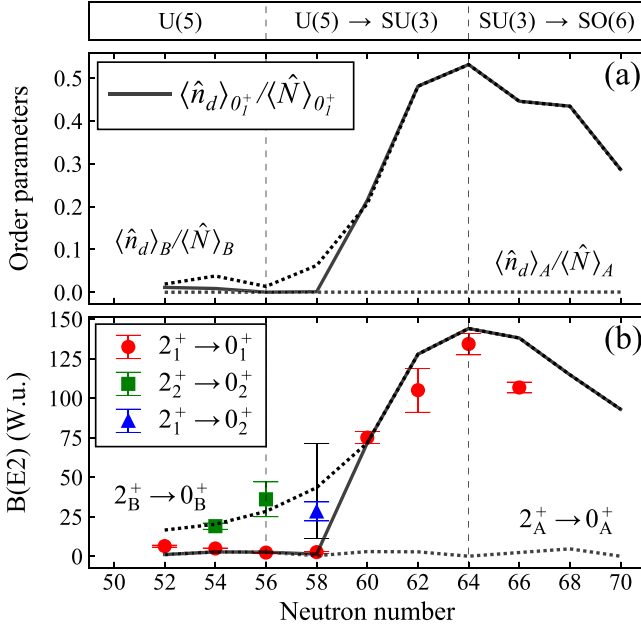 U(5) U(5) → SU(3) SU(3) → SO(6)
(a)
⟨n̂_d⟩_{0_1^+}/⟨N̂⟩_{0_1^+}
Order parameters
0.5
0.4
0.3
0.2
0.1
0.0
⟨n̂_d⟩_B/⟨N̂⟩_B
⟨n̂_d⟩_A/⟨N̂⟩_A
(b)
2_1^+ → 0_1^+
2_2^+ → 0_2^+
2_1^+ → 0_2^+
B(E2) (W.u.)
150
125
100
75
50
25
0
2_B^+ → 0_B^+
2_A^+ → 0_A^+
50 52 54 56 58 60 62 64 66 68 70
Neutron number